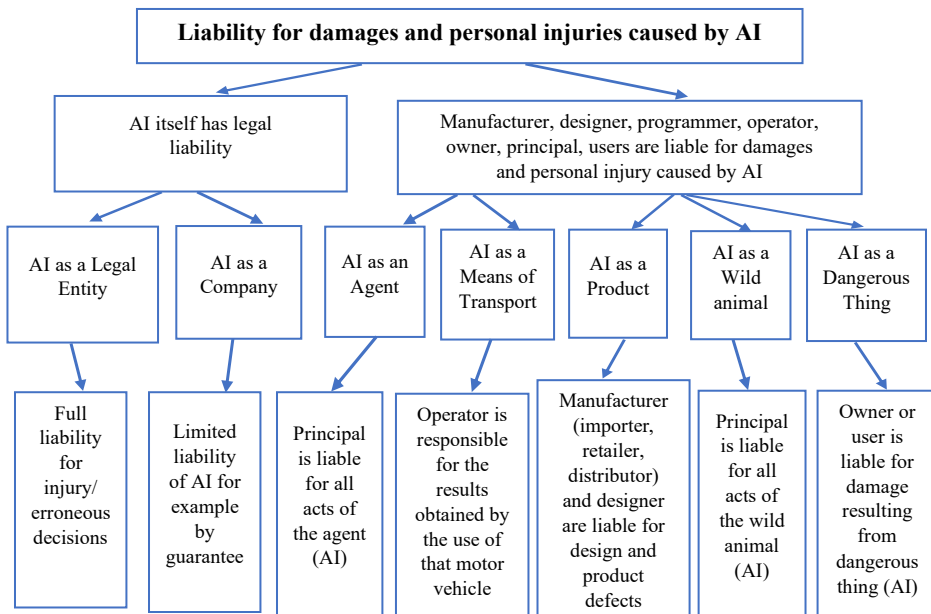 Liability for damages and personal injuries caused by AI
AI itself has legal
liability
Manufacturer, designer, programmer, operator,
owner, principal, users are liable for damages
and personal injury caused by AI
AI as a Legal
Entity
AI as a
Company
AI as an
Agent
AI as a
Means of
Transport
AI as a
Product
AI as a
Wild
animal
AI as a
Dangerous
Thing
Full
liability
for
injury/
erroneous
decisions
Limited
liability
of AI for
example
by
guarantee
Principal
is liable
for all
acts of
the agent
(AI)
Operator is
responsible
for the
results
obtained by
the use of
that motor
vehicle
Manufacturer
(importer,
retailer,
distributor)
and designer
are liable for
design and
product
defects
Principal
is liable
for all
acts of
the wild
animal
(AI)
Owner or
user is
liable for
damage
resulting
from
dangerous
thing (AI)